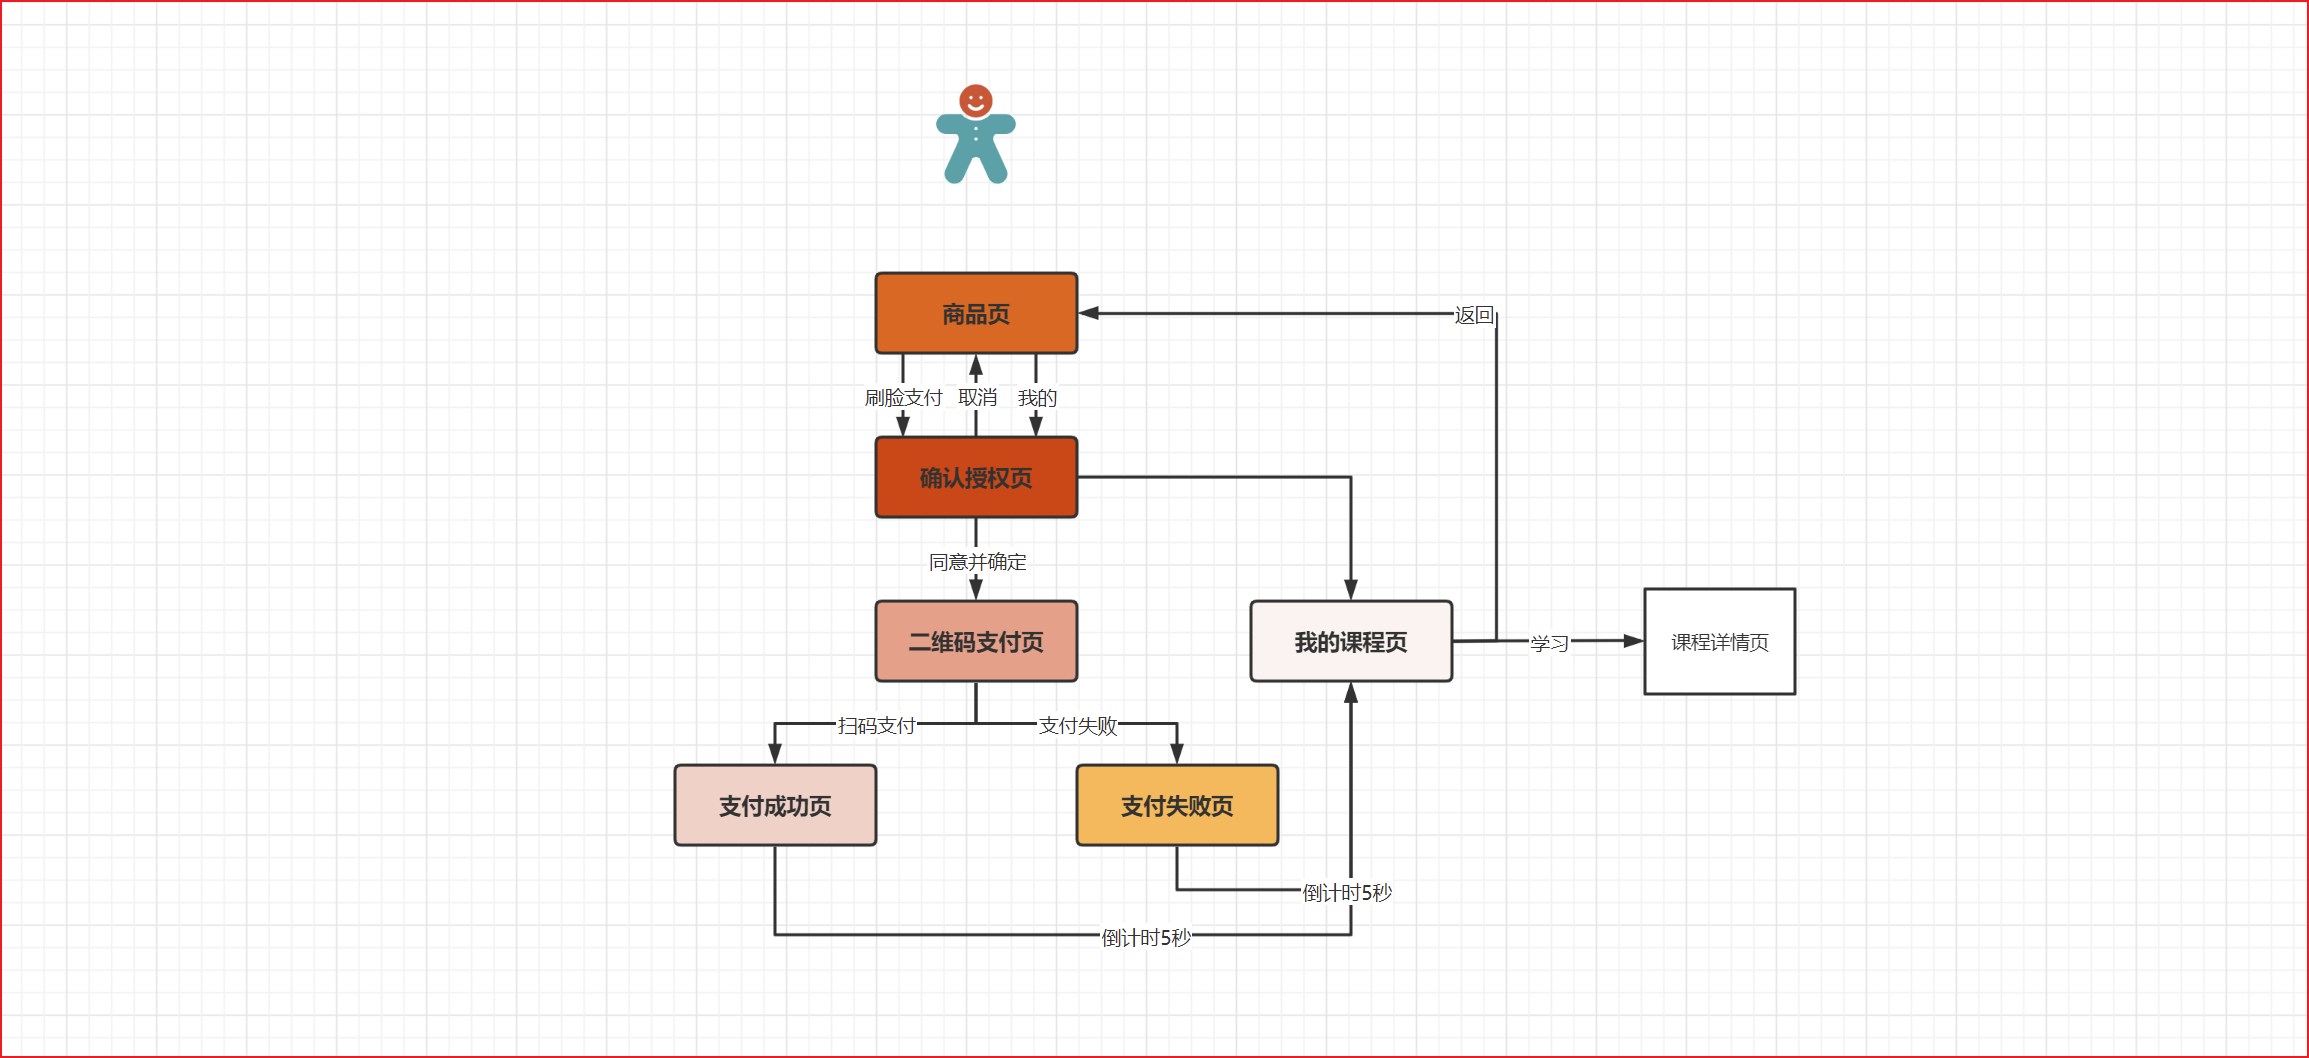 商品页
返回
刷脸支付
取消
我的
确认授权页
同意并确定
二维码支付页
我的课程页
学习
课程详情页
扫码支付
支付失败
支付成功页
支付失败页
倒计时5秒
倒计时5秒